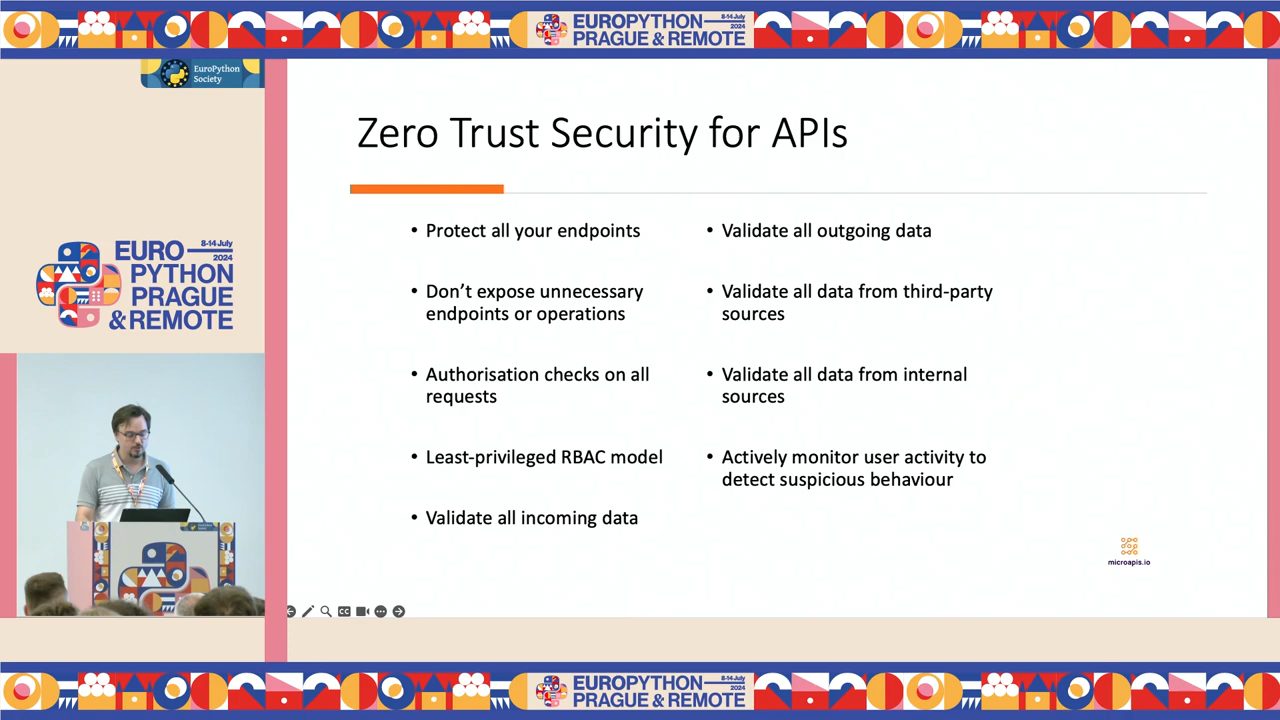 EUROPYTHON
8-14 July
2024
PRAGUE & REMOTE
EuroPython
Society
EURO
8-14 July
2024
PYTHON
PRAGUE
& REMOTE
Zero Trust Security for APIs
• Protect all your endpoints
• Don’t expose unnecessary
endpoints or operations
• Authorisation checks on all
requests
• Least-privileged RBAC model
• Validate all incoming data
• Validate all outgoing data
• Validate all data from third-party
sources
• Validate all data from internal
sources
• Actively monitor user activity to
detect suspicious behaviour
microapis.io
CC
EUROPYTHON
8-14 July
2024
PRAGUE & REMOTE